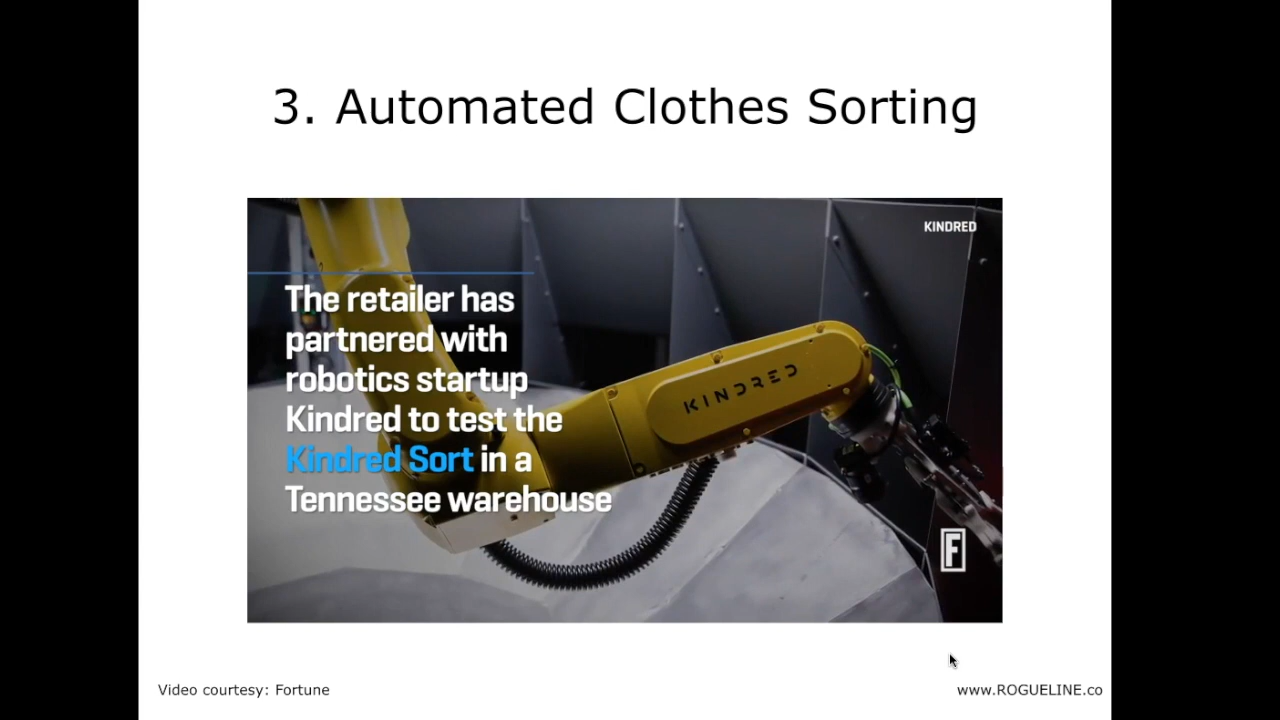 3. Automated Clothes Sorting
KINDRED
The retailer has
partnered with
robotics startup
Kindred to test the
Kindred Sort in a
Tennessee warehouse
KINDRED
F
Video courtesy: Fortune
www.ROGUELINE.co